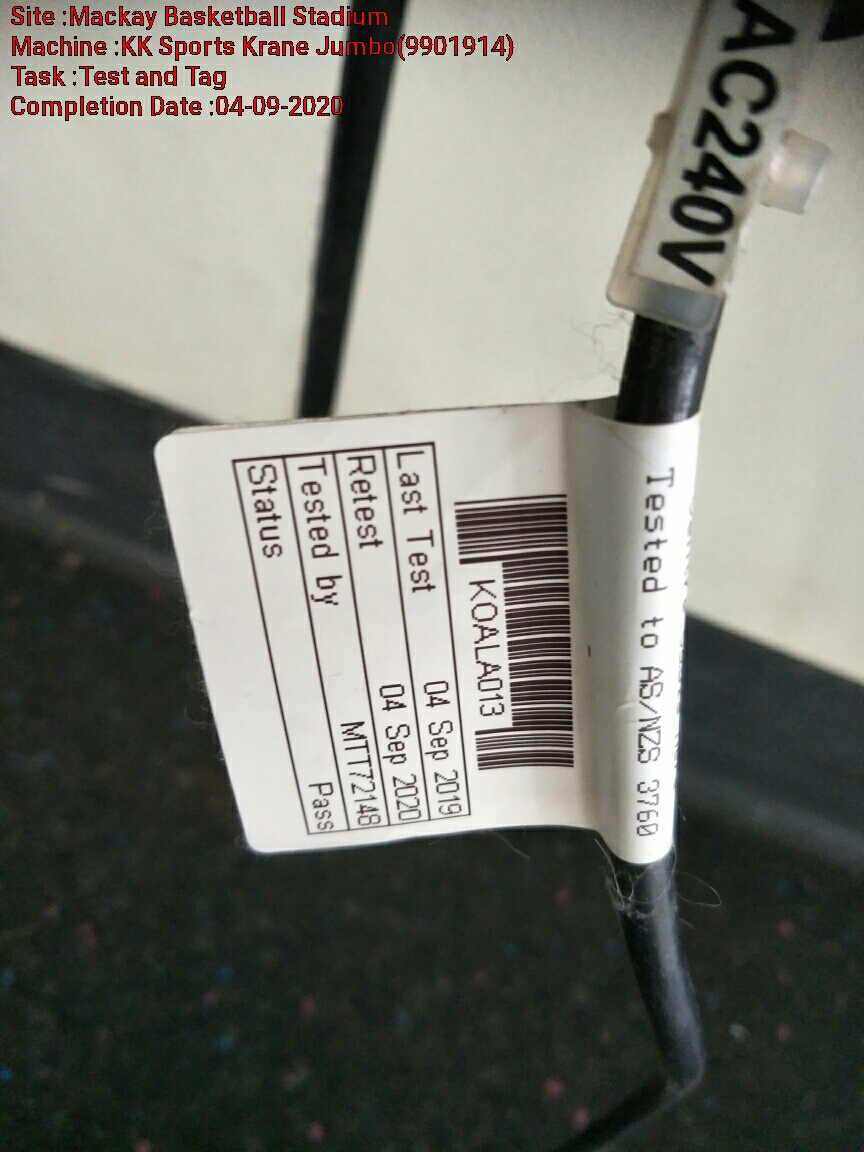 Site :Mackay Basketball Stadium
Machine :KK Sports Krane Jumbo(9901914)
Task :Test and Tag
Completion Date :04-09-2020
AC240V
Tested to AS/NZS 3760
KOALA013
Last Test 04 Sep 2019
Retest 04 Sep 2020
Tested by MTT72148
Status Pass